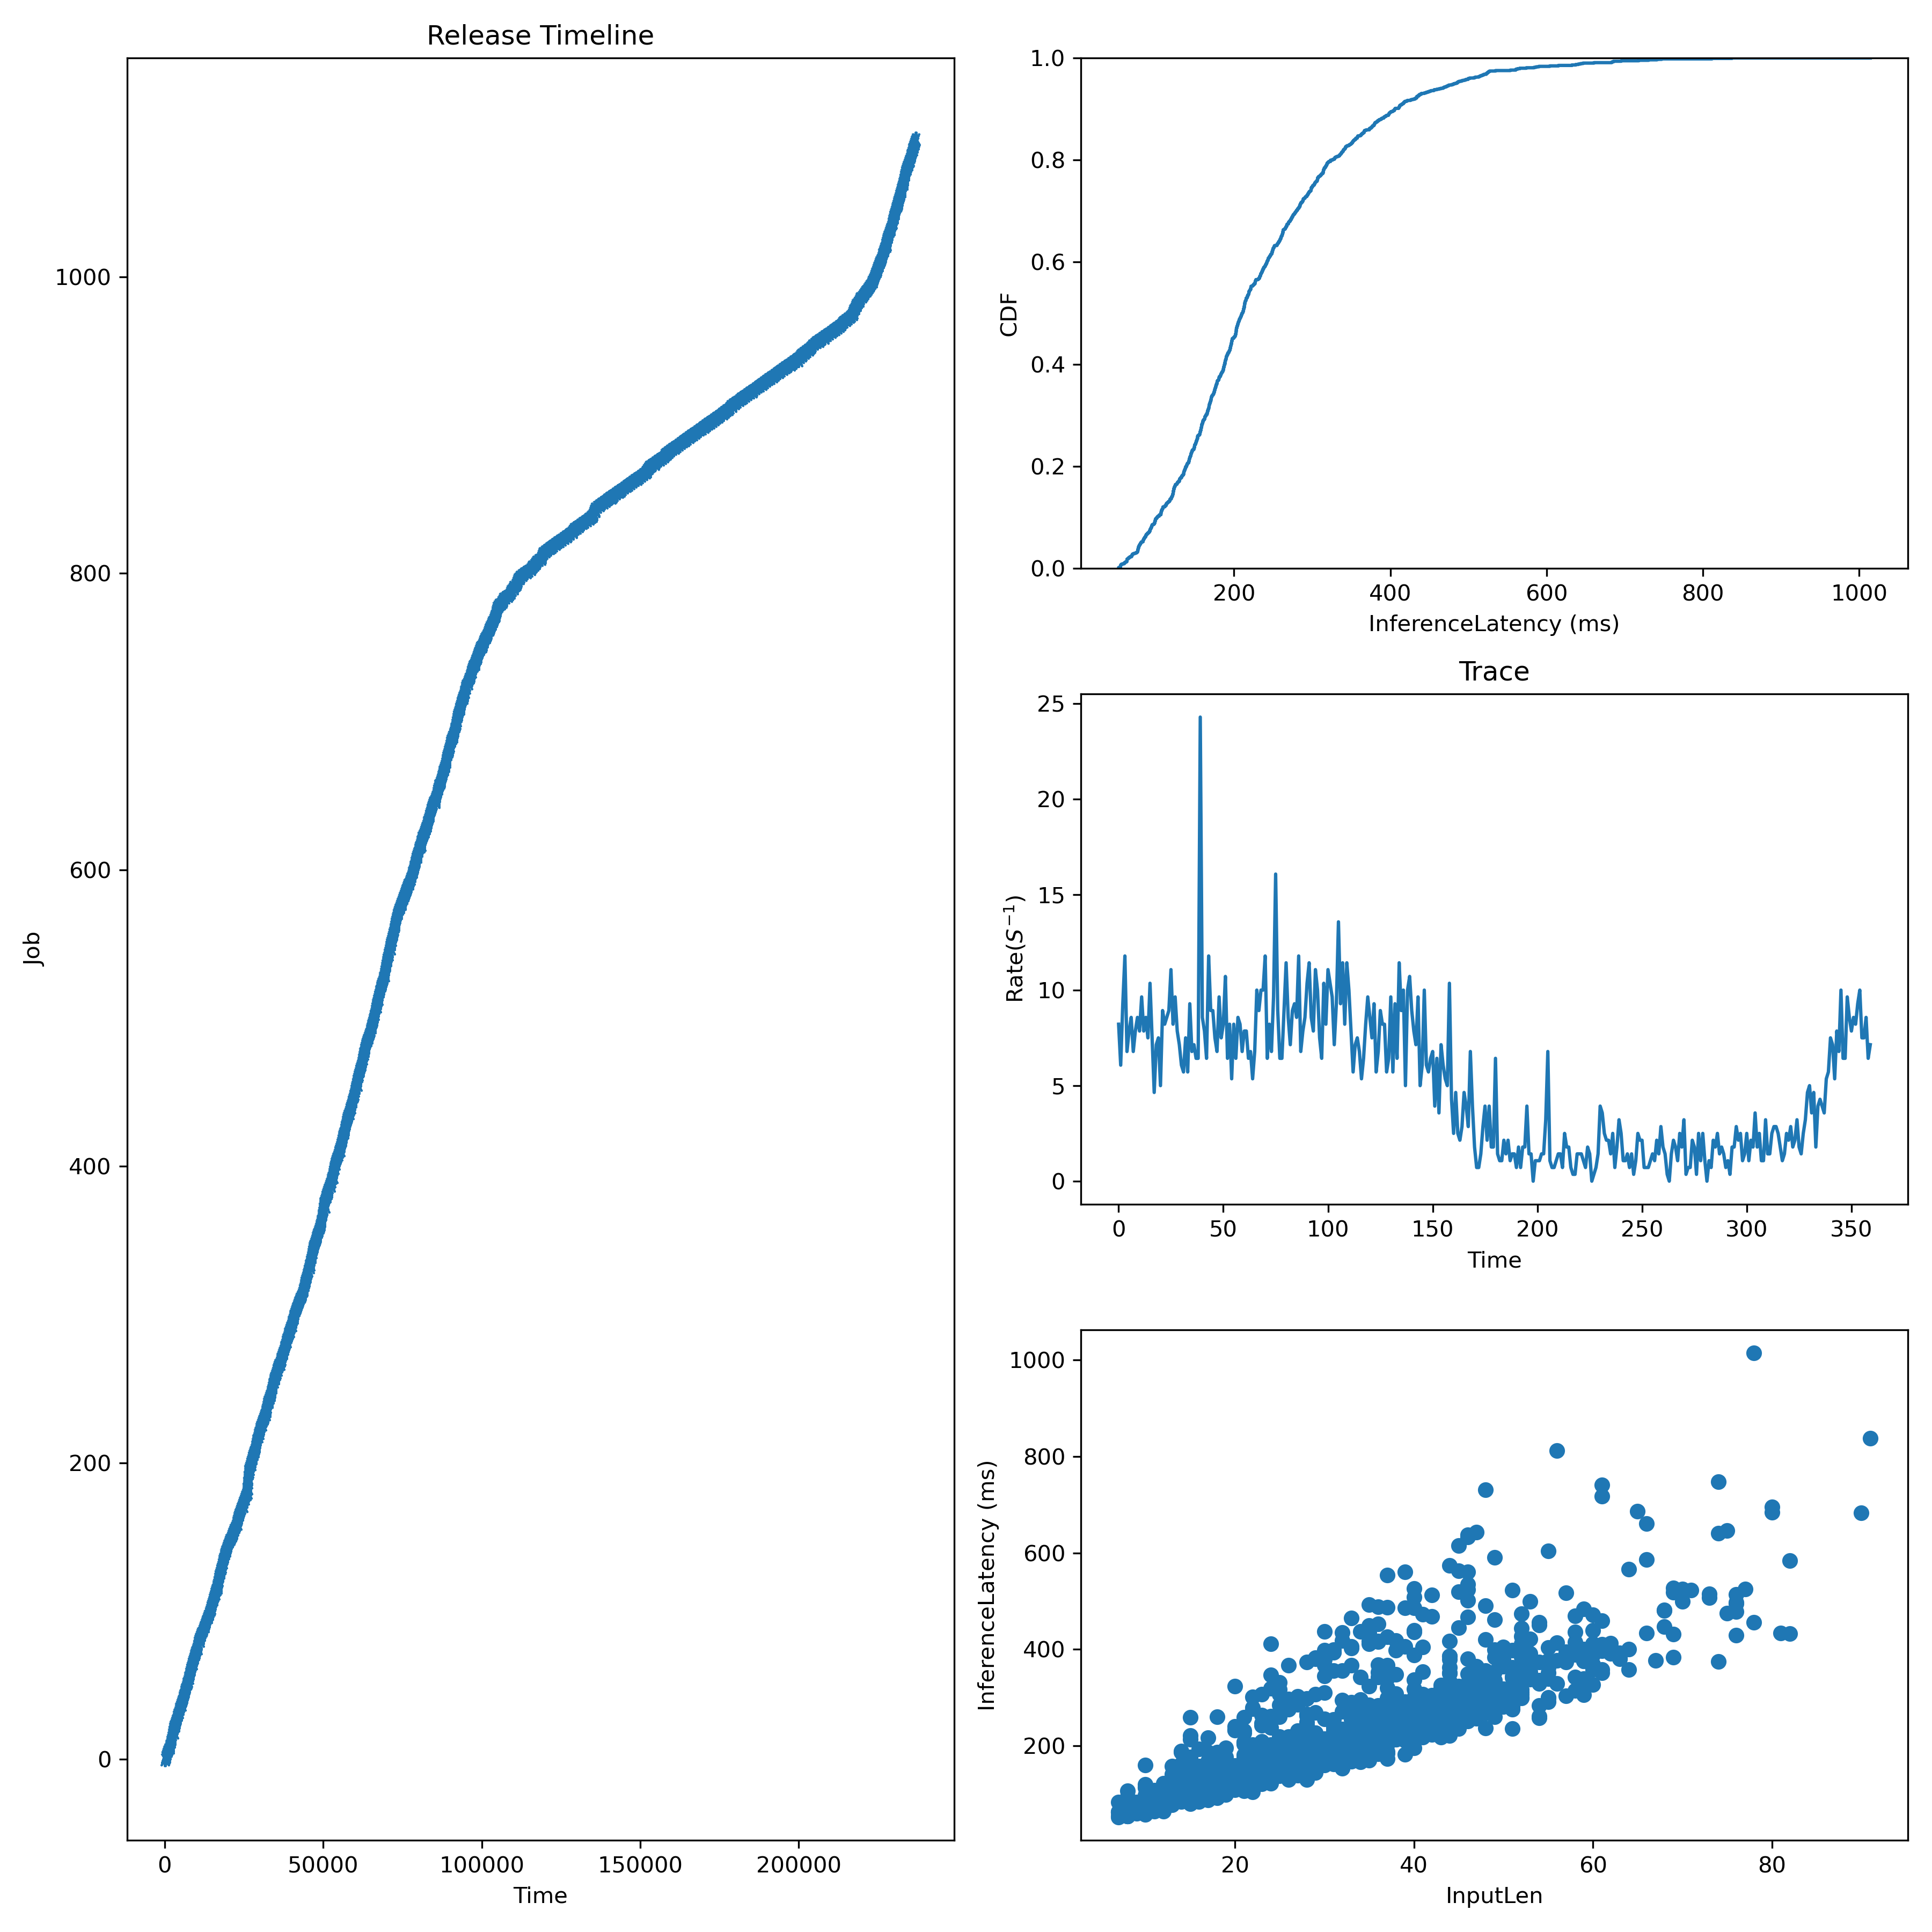 Release Timeline
Job
1000
800
600
400
200
0
0 50000 100000 150000 200000
Time
CDF
1.0
0.8
0.6
0.4
0.2
0.0
200 400 600 800 1000
InferenceLatency (ms)
Trace
Rate(S⁻¹)
25
20
15
10
5
0
0 50 100 150 200 250 300 350
Time
InferenceLatency (ms)
1000
800
600
400
200
20 40 60 80
InputLen